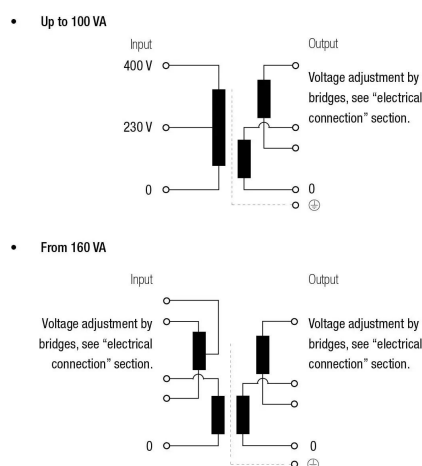 • Up to 100 VA
Input
Output
400 V
Voltage adjustment by
bridges, see “electrical
connection” section.
230 V
0
0
• From 160 VA
Input
Output
Voltage adjustment by
bridges, see “electrical
connection” section.
Voltage adjustment by
bridges, see “electrical
connection” section.
0
0